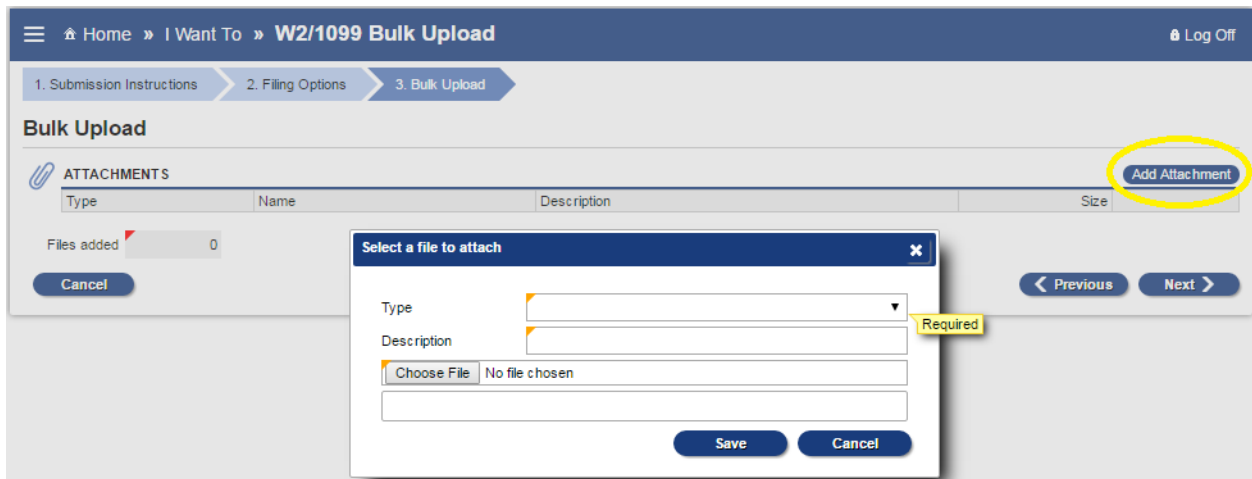 Home » I Want To » W2/1099 Bulk Upload Log Off
1. Submission Instructions 2. Filing Options 3. Bulk Upload
Bulk Upload
ATTACHMENTS Add Attachment
Type Name Description Size
Files added 0
Select a file to attach
Cancel Previous Next
Type
Required
Description
Choose File No file chosen
Save Cancel